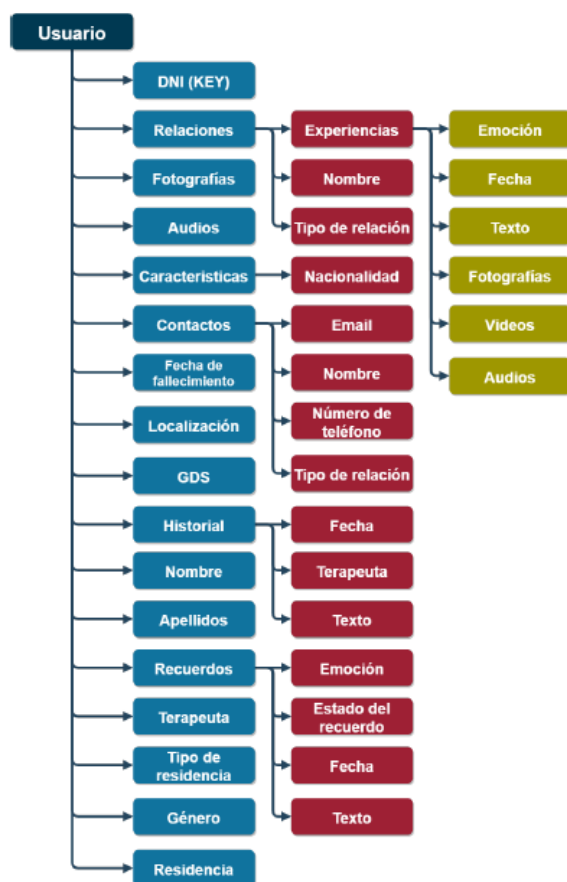 Usuario
DNI (KEY)
Relaciones
Experiencias
Emoción
Fotografías
Nombre
Fecha
Audios
Tipo de relación
Texto
Caracteristicas
Nacionalidad
Fotografías
Contactos
Email
Videos
Fecha de
fallecimiento
Nombre
Audios
Localización
Número de
teléfono
GDS
Tipo de relación
Historial
Fecha
Nombre
Terapeuta
Apellidos
Texto
Recuerdos
Emoción
Terapeuta
Estado del
recuerdo
Tipo de
residencia
Fecha
Género
Texto
Residencia